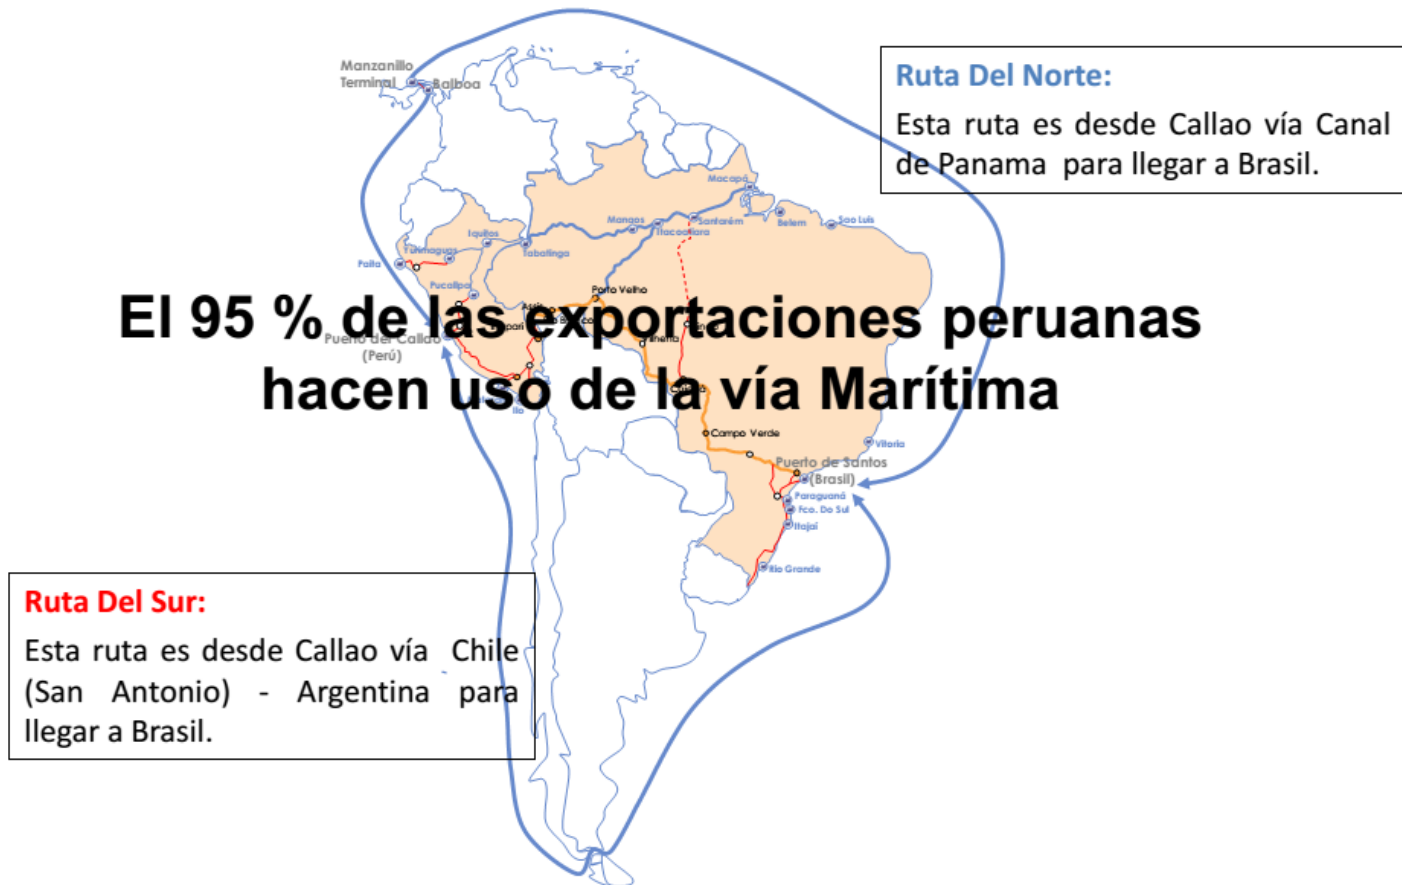 Manzanillo
Terminal
Balboa
Ruta Del Norte:
Esta ruta es desde Callao vía Canal
de Panama para llegar a Brasil.
Macapá
Santarém
Belem
Sao Luis
Manaos
Itacoatiara
Iquitos
Tabatinga
Yurimaguas
Paita
Pucallpa
Porto Velho
El 95 % de las exportaciones peruanas
hacen uso de la vía Marítima
Puerto del Callao
(Perú)
Ilo
Campo Verde
Vitoria
Puerto de Santos
(Brasil)
Paraguaná
Fco. Do Sul
Itajaí
Rio Grande
Ruta Del Sur:
Esta ruta es desde Callao vía Chile
(San Antonio) - Argentina para
llegar a Brasil.